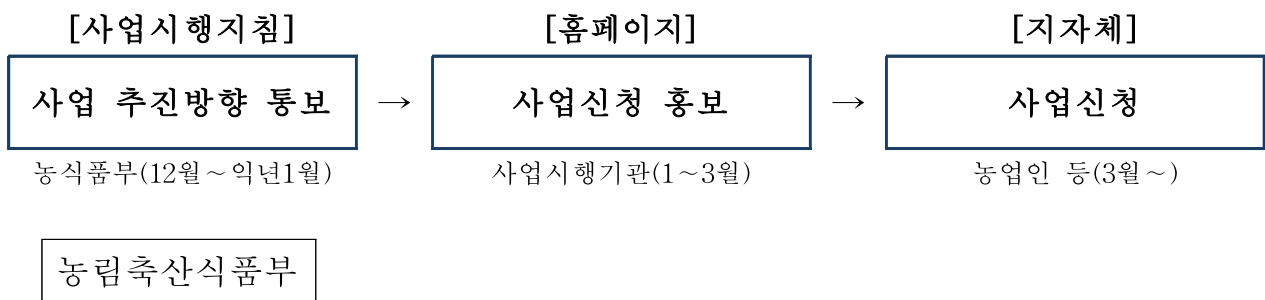 [사업시행지침] [홈페이지] [지자체]
사업 추진방향 통보 → 사업신청 홍보 → 사업신청
농식품부(12월~익년1월) 사업시행기관(1~3월) 농업인 등(3월~)
농림축산식품부